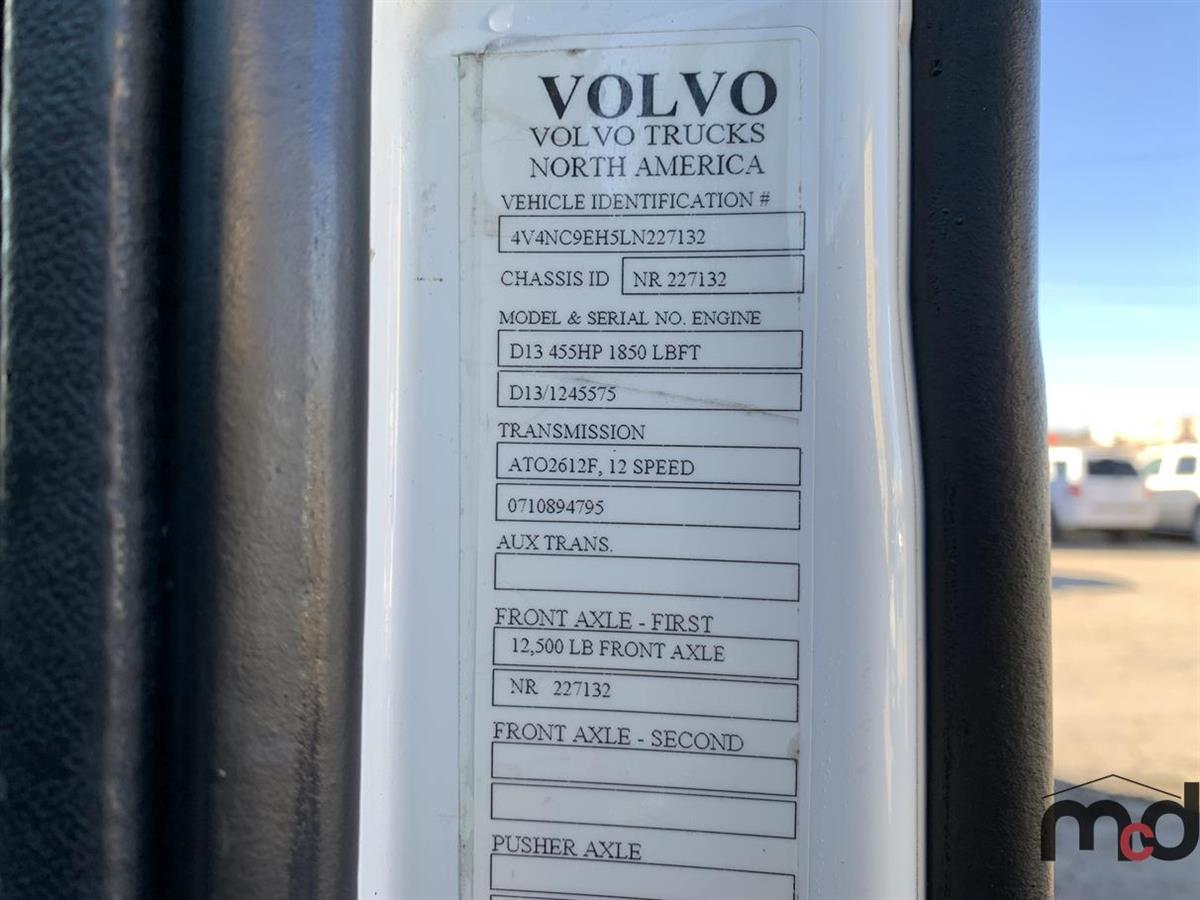 VOLVO
VOLVO TRUCKS
NORTH AMERICA
VEHICLE IDENTIFICATION #
4V4NC9EH5LN227132
CHASSIS ID NR 227132
MODEL & SERIAL NO. ENGINE
D13 455HP 1850 LBFT
D13/1245575
TRANSMISSION
ATO2612F, 12 SPEED
0710894795
AUX TRANS.
FRONT AXLE - FIRST
12,500 LB FRONT AXLE
NR 227132
FRONT AXLE - SECOND
PUSHER AXLE
mcd